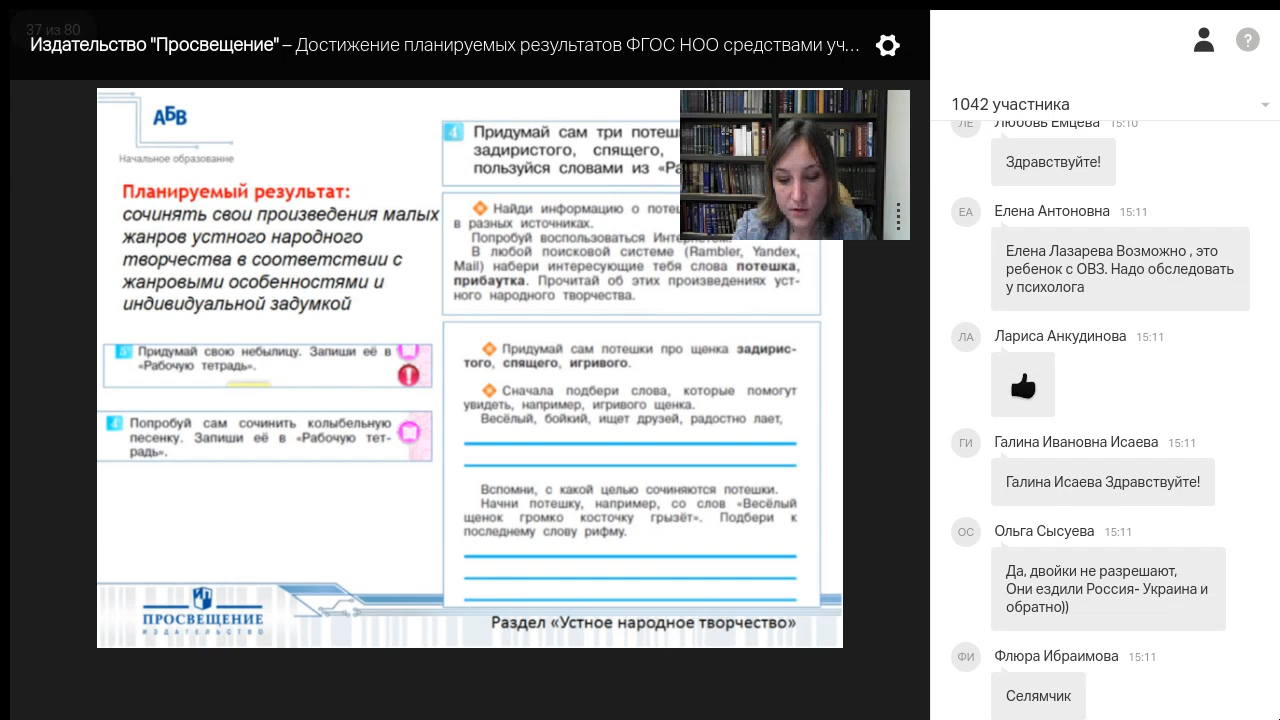 37 из 80
Издательство "Просвещение" – Достижение планируемых результатов ФГОС НОО средствами уч...
АБВ
Начальное образование
Планируемый результат:
сочинять свои произведения малых
жанров устного народного
творчества в соответствии с
жанровыми особенностями и
индивидуальной задумкой
5 Придумай свою небылицу. Запиши её в
«Рабочую тетрадь».
4 Попробуй сам сочинить колыбельную
песенку. Запиши её в «Рабочую тет-
радь».
4 Придумай сам три
задиристого, спящего,
пользуйся словами из
Найди информацию о
в разных источниках.
Попробуй воспользоваться
В любой поисковой системе (Rambler, Yandex,
Mail) набери интересующие тебя слова потешка,
прибаутка. Прочитай об этих произведениях уст-
ного народного творчества.
Придумай сам потешки про щенка задирис-
того, спящего, игривого.
Сначала подбери слова, которые помогут
увидеть, например, игривого щенка.
Весёлый, бойкий, ищет друзей, радостно лает,
Вспомни, с какой целью сочиняются потешки.
Начни потешку, например, со слов «Весёлый
щенок громко косточку грызёт». Подбери к
последнему слову рифму.
ПРОСВЕЩЕНИЕ
ИЗДАТЕЛЬСТВО
Раздел «Устное народное творчество»
1042 участника
ЛЕ Любовь Емцева 15:10
Здравствуйте!
ЕА Елена Антоновна 15:11
Елена Лазарева Возможно , это
ребенок с ОВЗ. Надо обследовать
у психолога
ЛА Лариса Анкудинова 15:11
ГИ Галина Ивановна Исаева 15:11
Галина Исаева Здравствуйте!
ОС Ольга Сысуева 15:11
Да, двойки не разрешают,
Они ездили Россия- Украина и
обратно))
ФИ Флюра Ибраимова 15:11
Селямчик